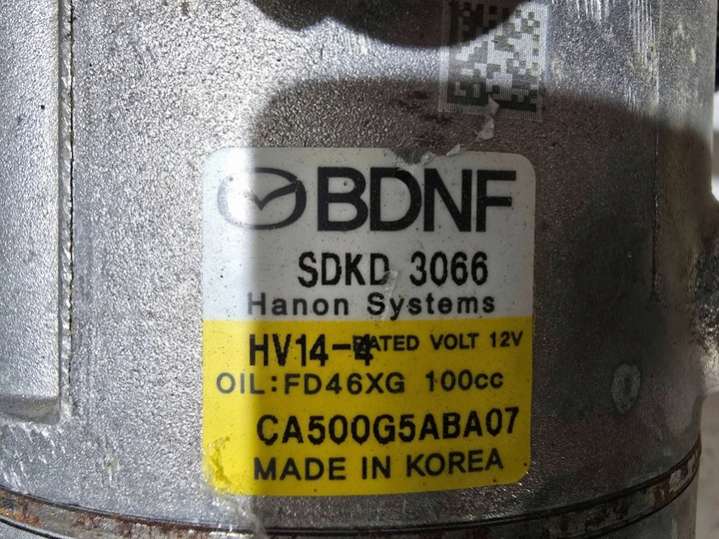 BDNF
SDKD 3066
Hanon Systems
HV14-4 RATED VOLT 12V
OIL:FD46XG 100cc
CA500G5ABA07
MADE IN KOREA